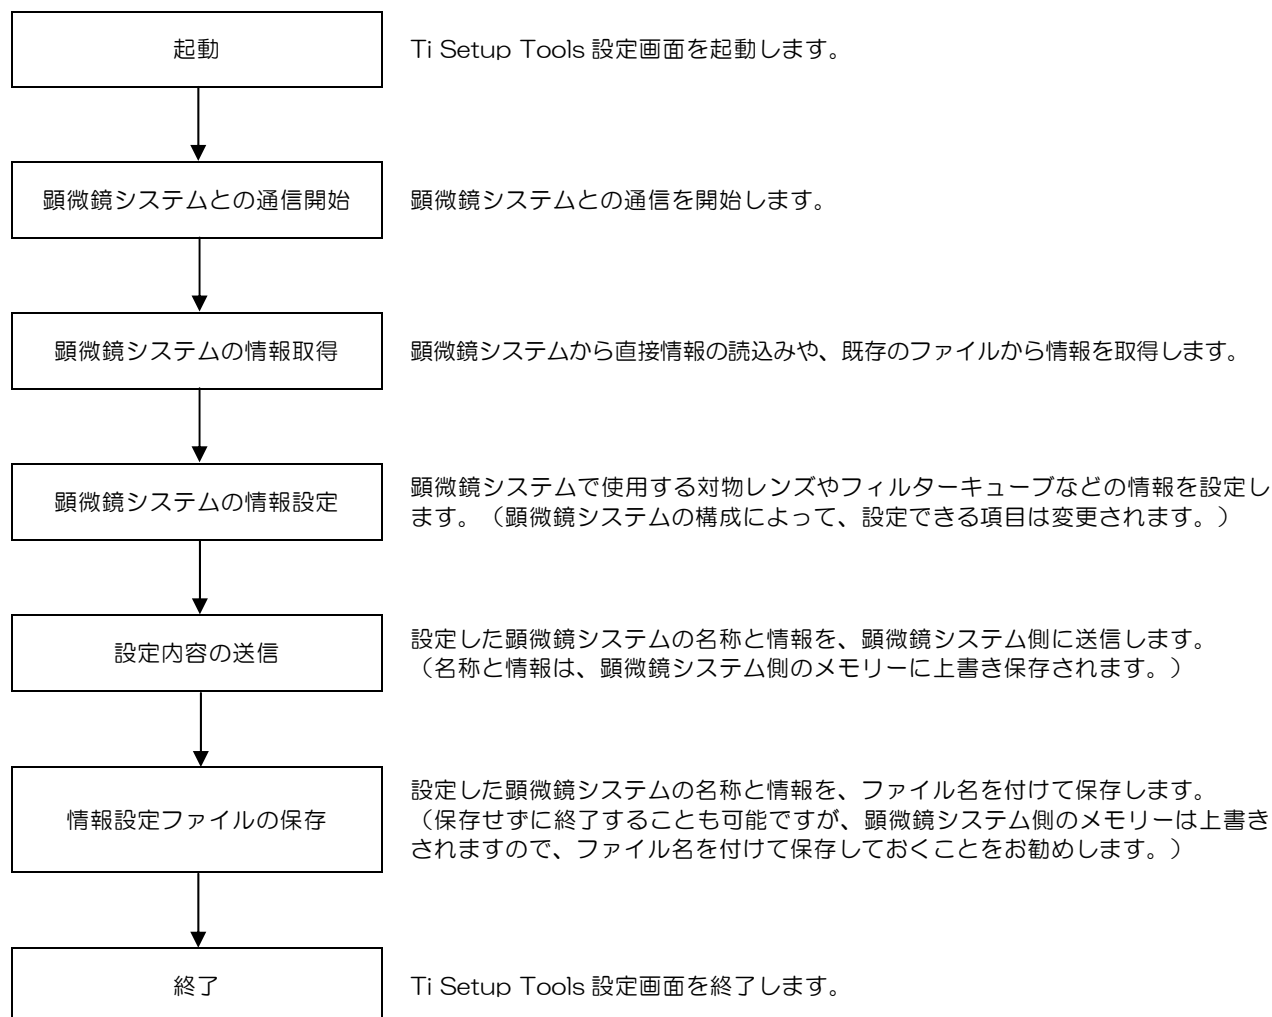 起動
Ti Setup Tools 設定画面を起動します。
顕微鏡システムとの通信開始
顕微鏡システムとの通信を開始します。
顕微鏡システムの情報取得
顕微鏡システムから直接情報の読込みや、既存のファイルから情報を取得します。
顕微鏡システムの情報設定
顕微鏡システムで使用する対物レンズやフィルターキューブなどの情報を設定し
ます。（顕微鏡システムの構成によって、設定できる項目は変更されます。）
設定内容の送信
設定した顕微鏡システムの名称と情報を、顕微鏡システム側に送信します。
（名称と情報は、顕微鏡システム側のメモリーに上書き保存されます。）
情報設定ファイルの保存
設定した顕微鏡システムの名称と情報を、ファイル名を付けて保存します。
（保存せずに終了することも可能ですが、顕微鏡システム側のメモリーは上書き
されますので、ファイル名を付けて保存しておくことをお勧めします。）
終了
Ti Setup Tools 設定画面を終了します。